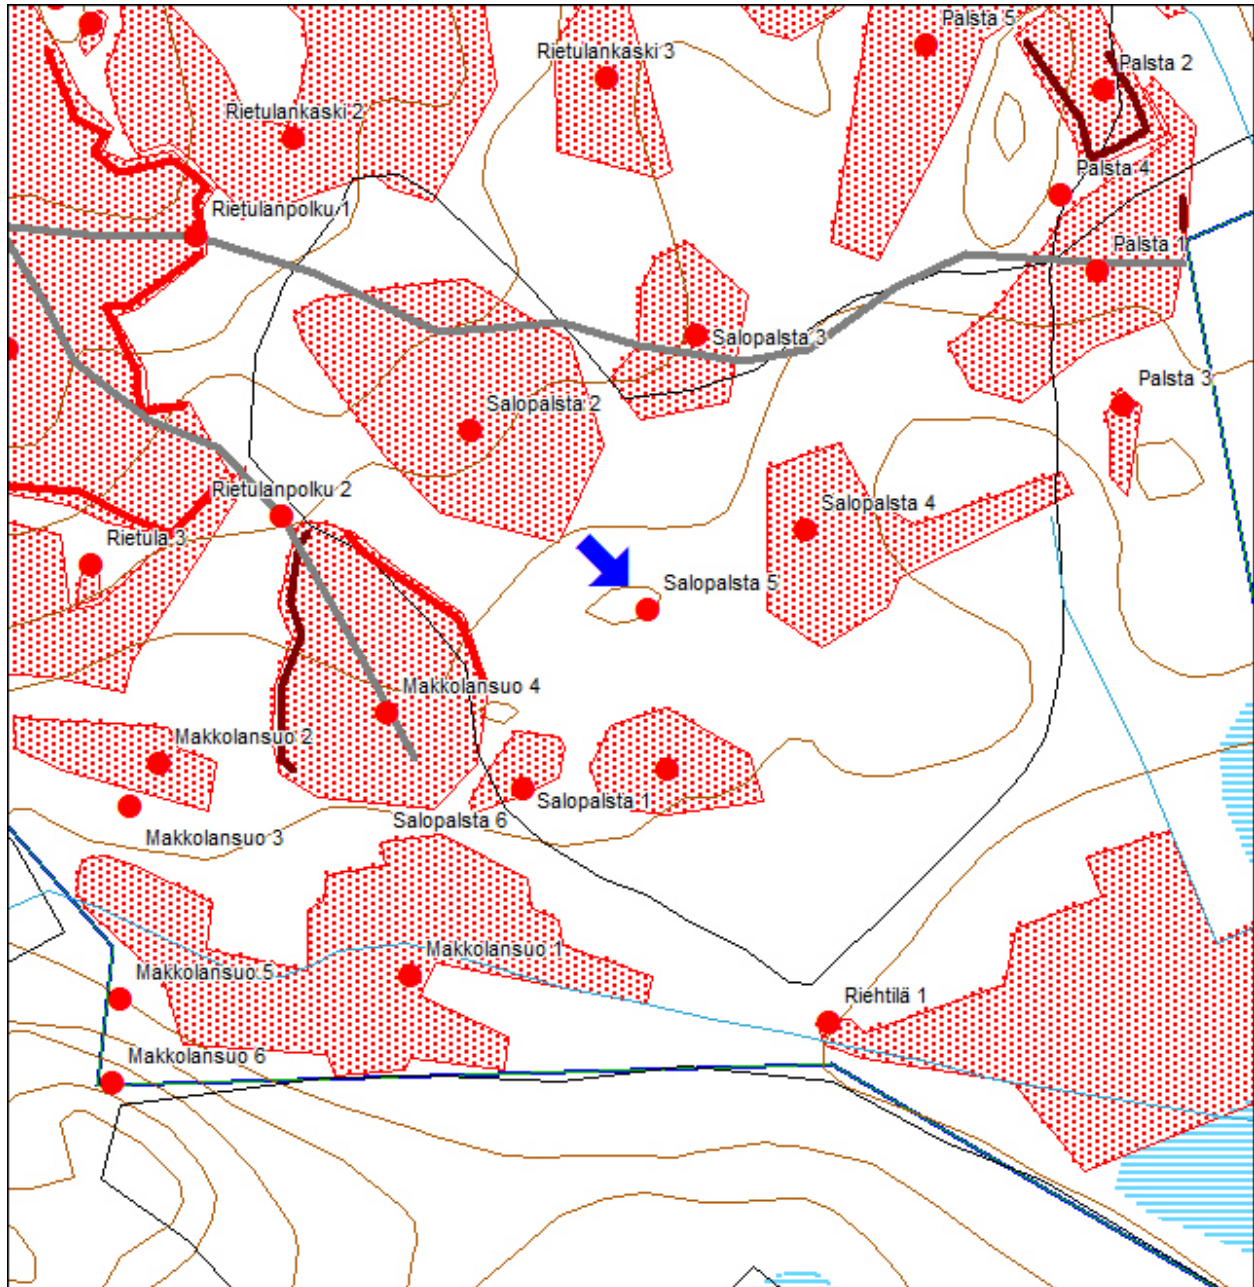 Palsta 5
Rietulankaski 3
Palsta 2
Rietulankaski 2
Palsta 4
Rietulanpolku 1
Palsta 1
Salopalsta 3
Palsta 3
Salopalsta 2
Rietulanpolku 2
Salopalsta 4
Rietula 3
Salopalsta 5
Makkolansuo 4
Makkolansuo 2
Salopalsta 1
Salopalsta 6
Makkolansuo 3
Makkolansuo 1
Makkolansuo 5
Riehtilä 1
Makkolansuo 6